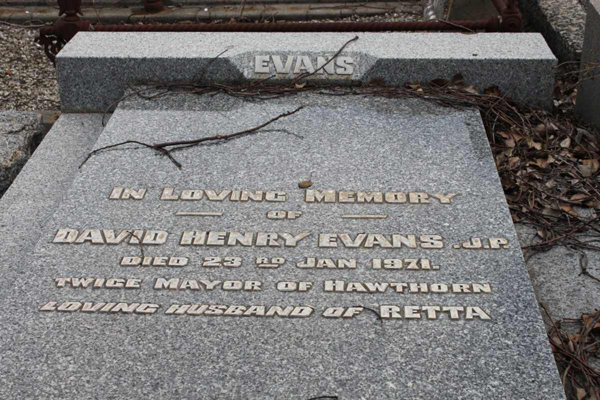 EVANS
IN LOVING MEMORY
OF
DAVID HENRY EVANS .J.P.
DIED 23RD JAN 1971.
TWICE MAYOR OF HAWTHORN
LOVING HUSBAND OF RETTA